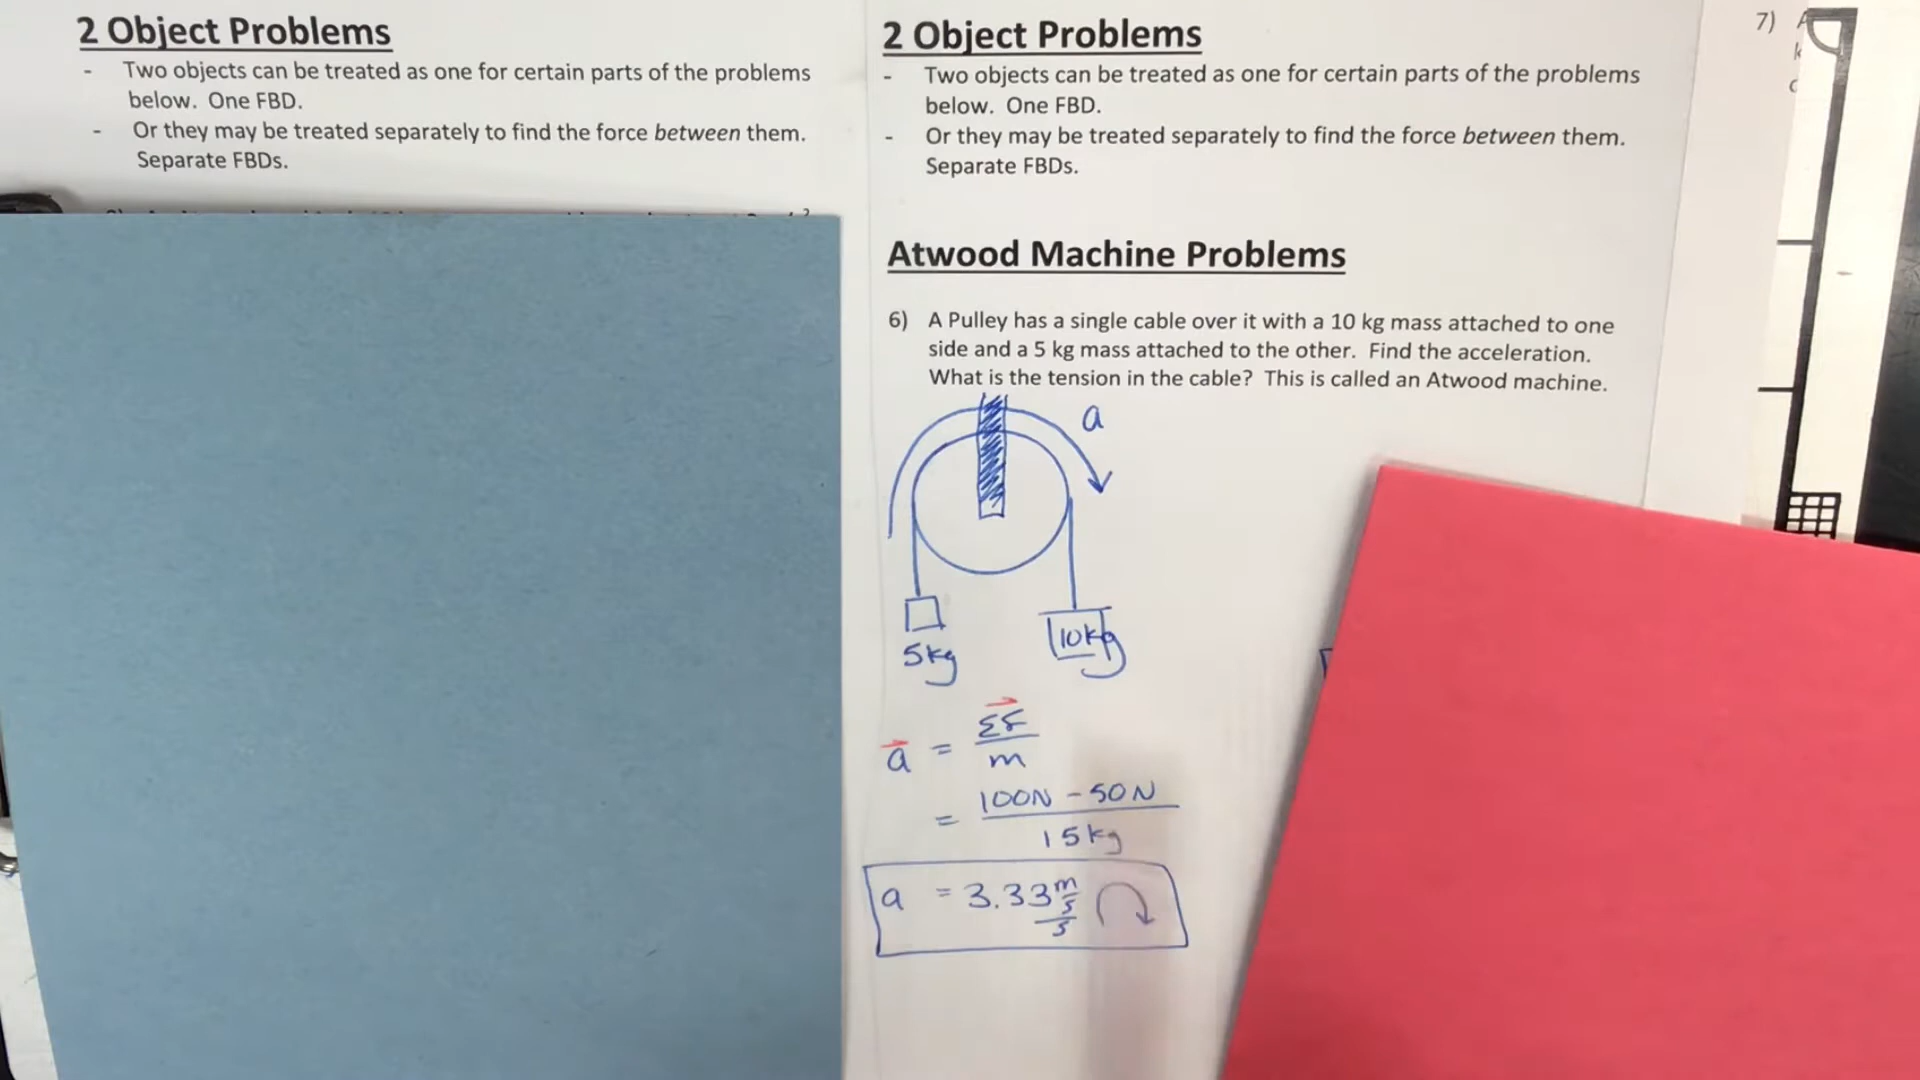 2 Object Problems
- Two objects can be treated as one for certain parts of the problems
below. One FBD.
- Or they may be treated separately to find the force between them.
Separate FBDs.
2 Object Problems
- Two objects can be treated as one for certain parts of the problems
below. One FBD.
- Or they may be treated separately to find the force between them.
Separate FBDs.
Atwood Machine Problems
6) A Pulley has a single cable over it with a 10 kg mass attached to one
side and a 5 kg mass attached to the other. Find the acceleration.
What is the tension in the cable? This is called an Atwood machine.
a
5kg
10kg
a = ΣF/m
= 100N - 50N / 15kg
a = 3.33 m/s/s
7)